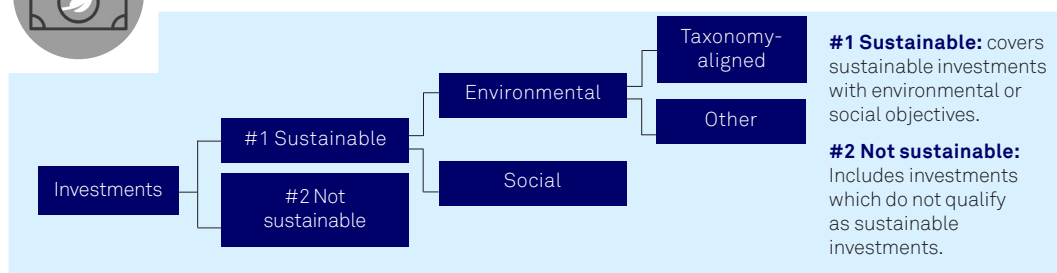 Investments
#1 Sustainable
#2 Not
sustainable
Environmental
Social
Taxonomy-
aligned
Other
#1 Sustainable: covers
sustainable investments
with environmental or
social objectives.
#2 Not sustainable:
Includes investments
which do not qualify
as sustainable
investments.